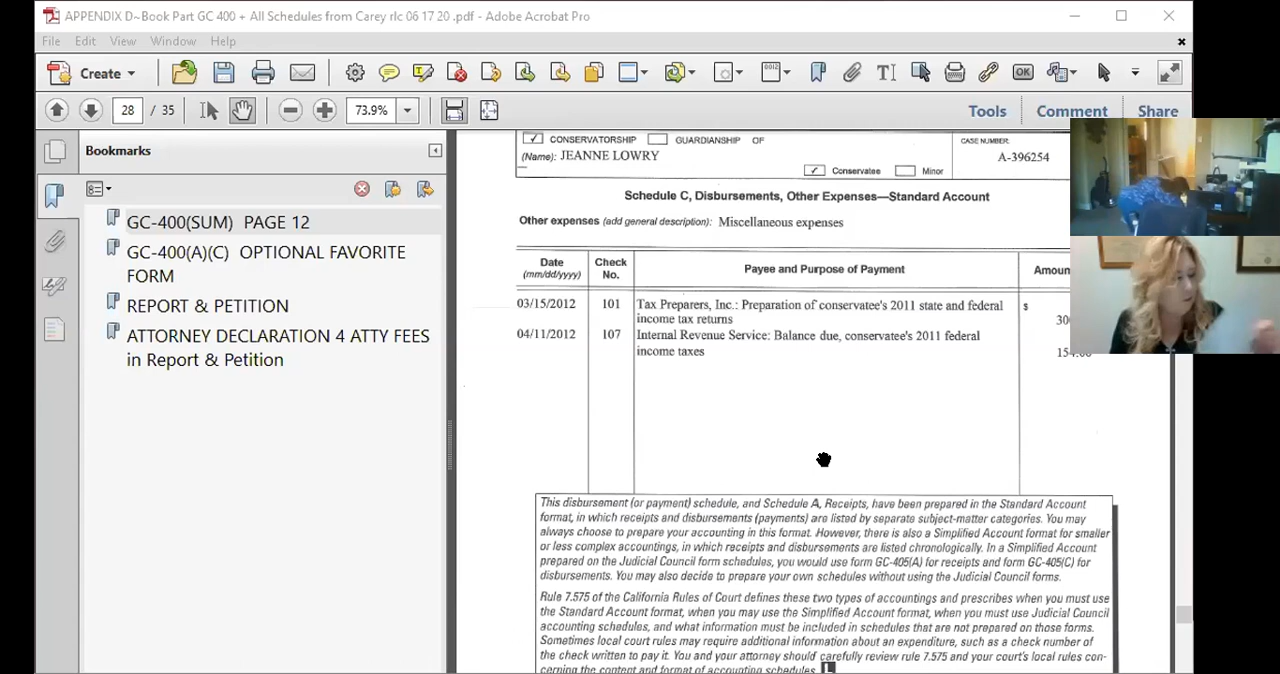 APPENDIX D~Book Part GC 400 + All Schedules from Carey rlc 06 17 20 .pdf - Adobe Acrobat Pro
File Edit View Window Help
Create
28 / 35 73.9% Tools Comment Share
Bookmarks
GC-400(SUM) PAGE 12
GC-400(A)(C) OPTIONAL FAVORITE
FORM
REPORT & PETITION
ATTORNEY DECLARATION 4 ATTY FEES
in Report & Petition
CONSERVATORSHIP GUARDIANSHIP OF
(Name): JEANNE LOWRY
CASE NUMBER:
A-396254
Conservatee Minor
Schedule C, Disbursements, Other Expenses—Standard Account
Other expenses (add general description): Miscellaneous expenses
Date (mm/dd/yyyy)
Check No.
Payee and Purpose of Payment
03/15/2012 101 Tax Preparers, Inc.: Preparation of conservatee's 2011 state and federal $
income tax returns
04/11/2012 107 Internal Revenue Service: Balance due, conservatee's 2011 federal
income taxes
This disbursement (or payment) schedule, and Schedule A, Receipts, have been prepared in the Standard Account
format, in which receipts and disbursements (payments) are listed by separate subject-matter categories. You may
always choose to prepare your accounting in this format. However, there is also a Simplified Account format for smaller
or less complex accountings, in which receipts and disbursements are listed chronologically. In a Simplified Account
prepared on the Judicial Council form schedules, you would use form GC-405(A) for receipts and form GC-405(C) for
disbursements. You may also decide to prepare your own schedules without using the Judicial Council forms.
Rule 7.575 of the California Rules of Court defines these two types of accountings and prescribes when you must use
the Standard Account format, when you may use the Simplified Account format, when you must use Judicial Council
accounting schedules, and what information must be included in schedules that are not prepared on those forms.
Sometimes local court rules may require additional information about an expenditure, such as a check number of
the check written to pay it. You and your attorney should carefully review rule 7.575 and your court's local rules con-
cerning the content and format of accounting schedules.